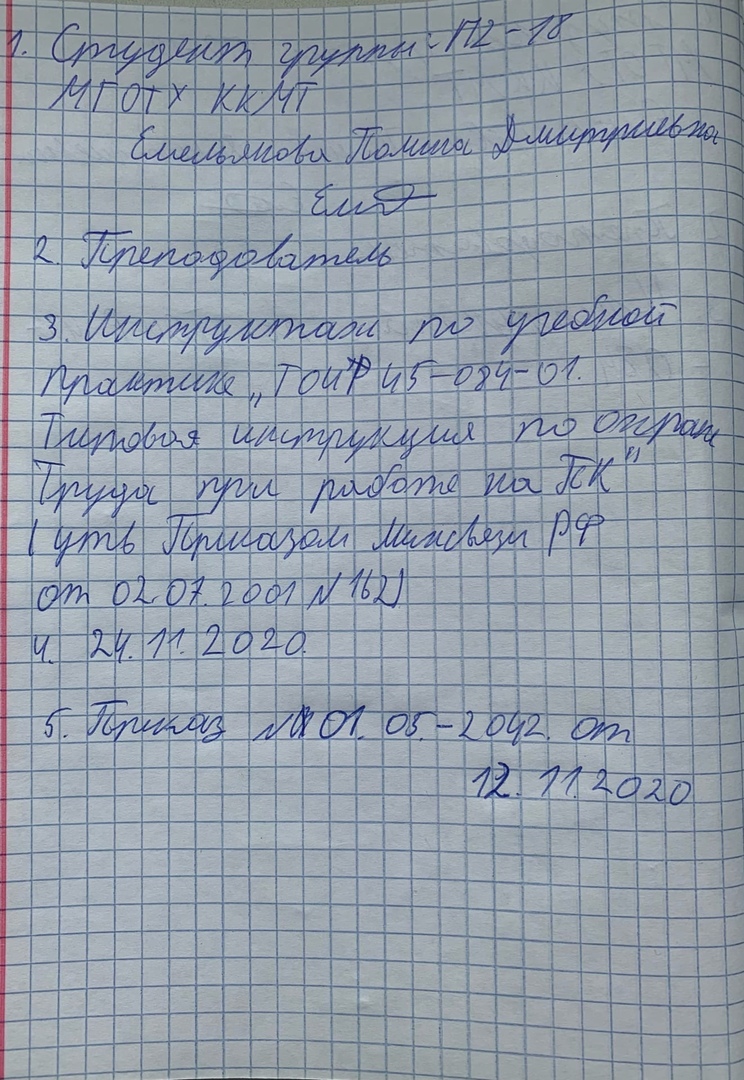 1. Студент группы: П2-18
МГОТУ ККМТ
Емельянова Полина Дмитриевна
2. Преподаватель
3. Инструктаж по учебной
практике „ТОИ Р 45-084-01.
Типовая инструкция по охране
Труда при работе на ПК"
(утв Приказом Минсвязи РФ
от 02.07.2001 N 162)
4. 24.11.2020.
5. Приказ № 01.05.-2042. от
12.11.2020